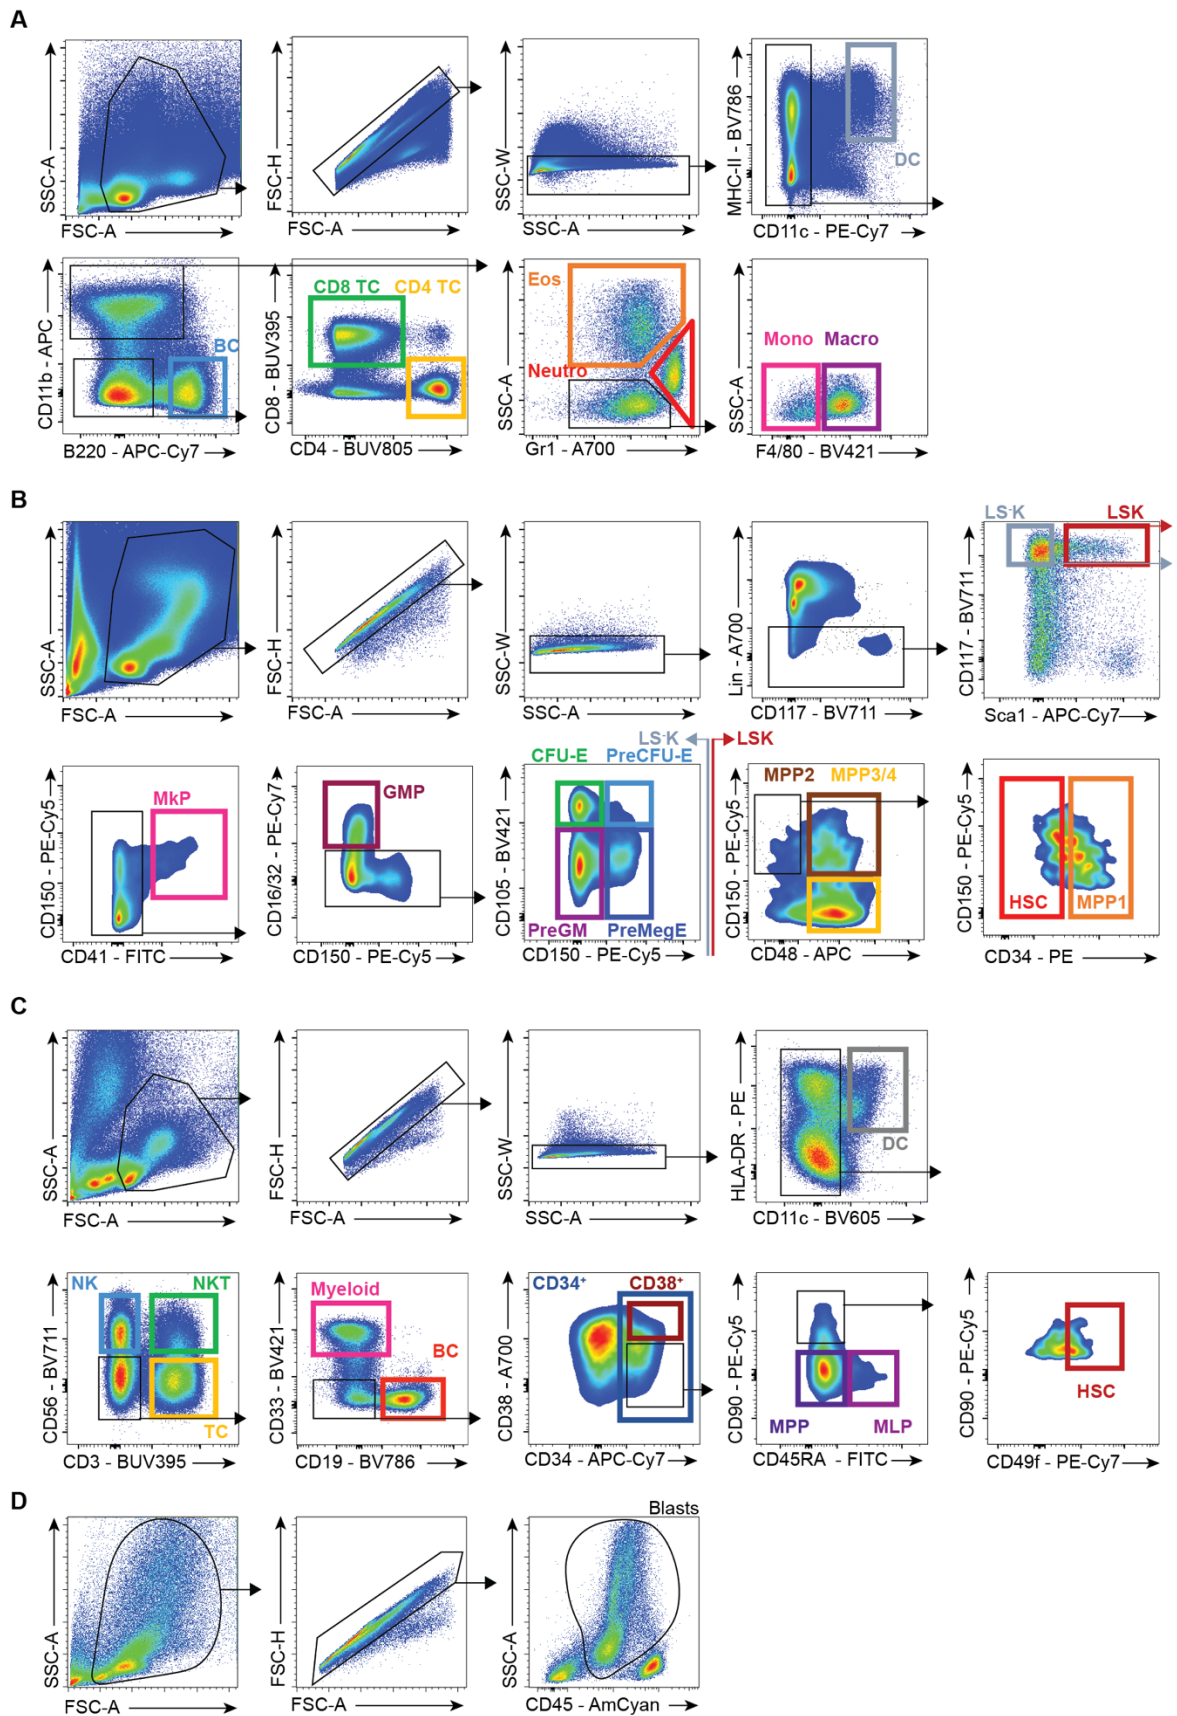 A
SSC-A
FSC-A
FSC-H
FSC-A
SSC-W
SSC-A
MHC-II - BV786
DC
CD11c - PE-Cy7
CD11b - APC
BC
B220 - APC-Cy7
CD8 - BUV395
CD8 TC
CD4 TC
CD4 - BUV805
SSC-A
Eos
Neutro
Gr1 - A700
SSC-A
Mono
Macro
F4/80 - BV421
B
SSC-A
FSC-A
FSC-H
FSC-A
SSC-W
SSC-A
Lin - A700
CD117 - BV711
LS-K
LSK
CD117 - BV711
Sca1 - APC-Cy7
CD150 - PE-Cy5
MkP
CD41 - FITC
CD16/32 - PE-Cy7
GMP
CD150 - PE-Cy5
LS-K
LSK
CFU-E
PreCFU-E
CD105 - BV421
PreGM
PreMegE
CD150 - PE-Cy5
MPP2
MPP3/4
CD150 - PE-Cy5
CD48 - APC
CD150 - PE-Cy5
HSC
MPP1
CD34 - PE
C
SSC-A
FSC-A
FSC-H
FSC-A
SSC-W
SSC-A
HLA-DR - PE
DC
CD11c - BV605
NK
NKT
CD56 - BV711
TC
CD3 - BUV395
Myeloid
CD33 - BV421
BC
CD19 - BV786
CD34+
CD38+
CD38 - A700
CD34 - APC-Cy7
CD90 - PE-Cy5
MPP
MLP
CD45RA - FITC
CD90 - PE-Cy5
HSC
CD49f - PE-Cy7
D
SSC-A
FSC-A
FSC-H
FSC-A
Blasts
SSC-A
CD45 - AmCyan